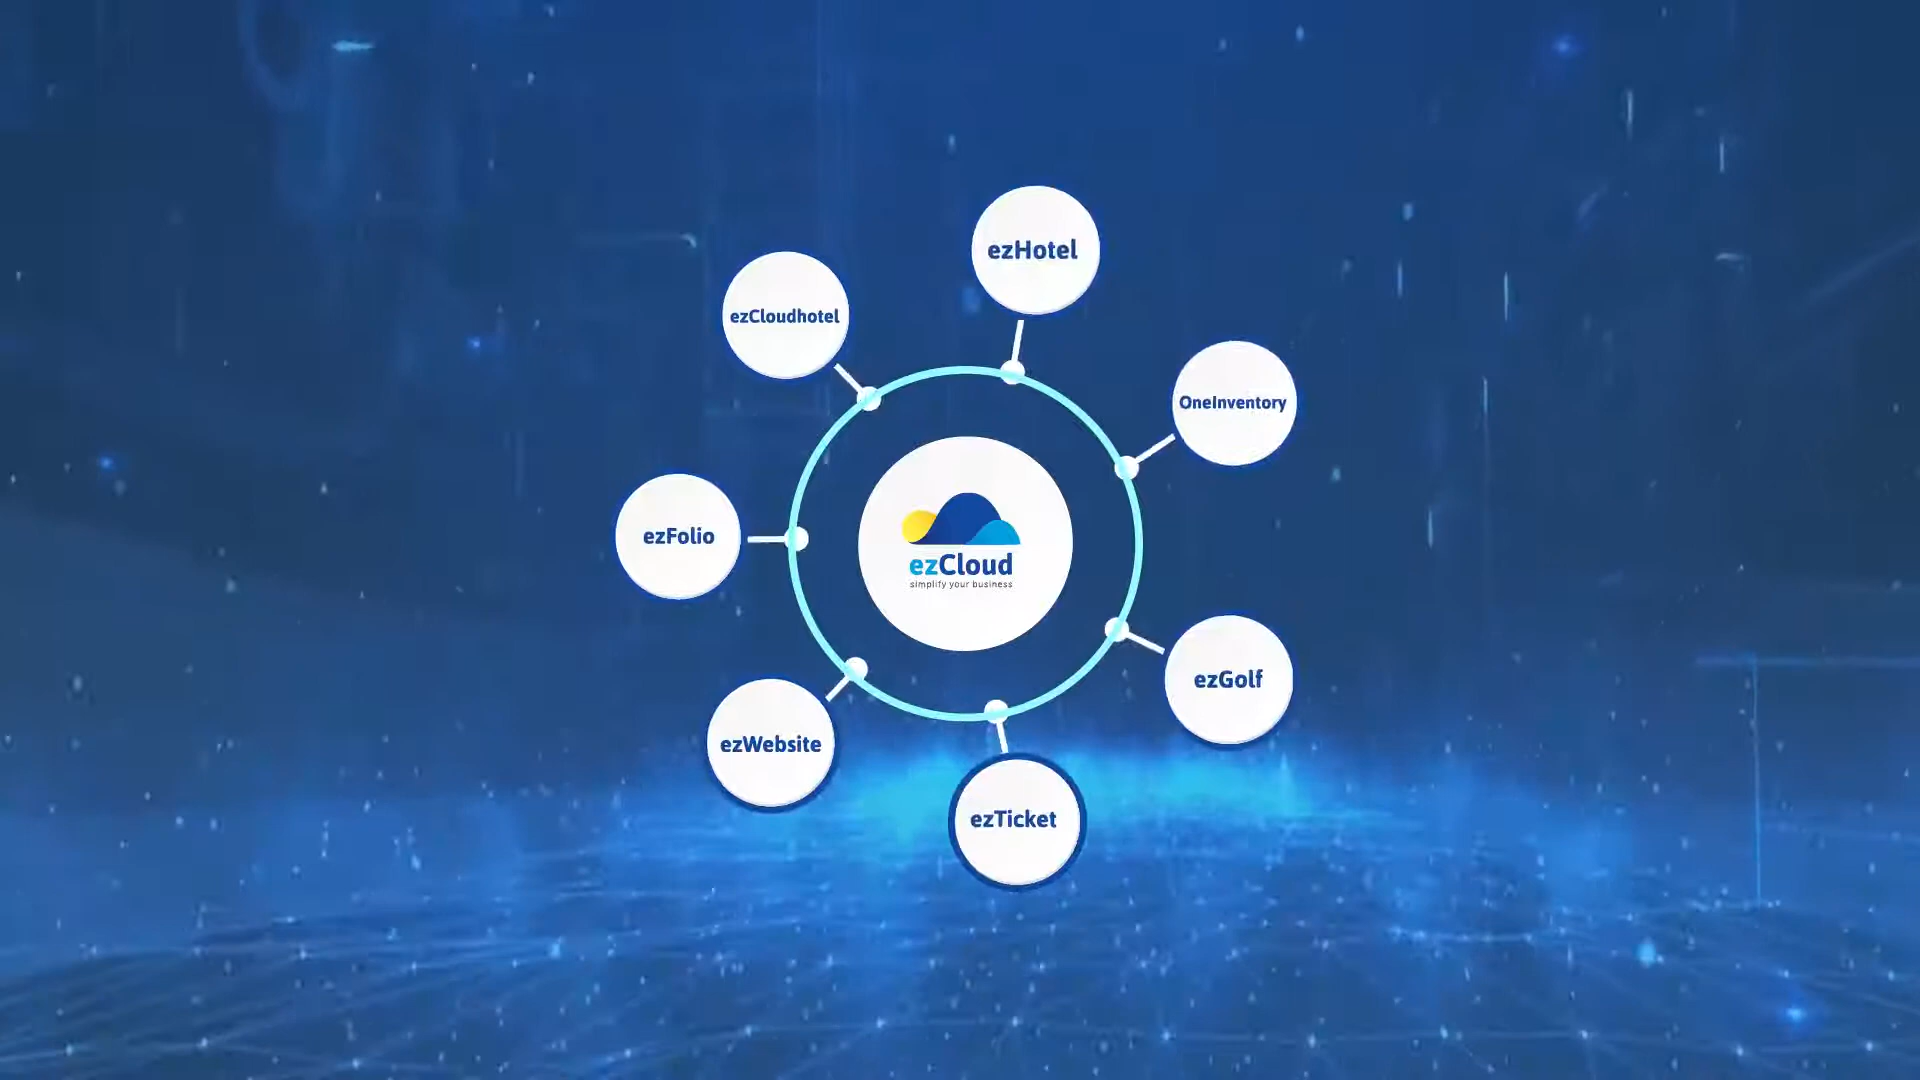 ezHotel
ezCloudhotel
OneInventory
ezFolio
ezCloud
simplify your business
ezGolf
ezWebsite
ezTicket